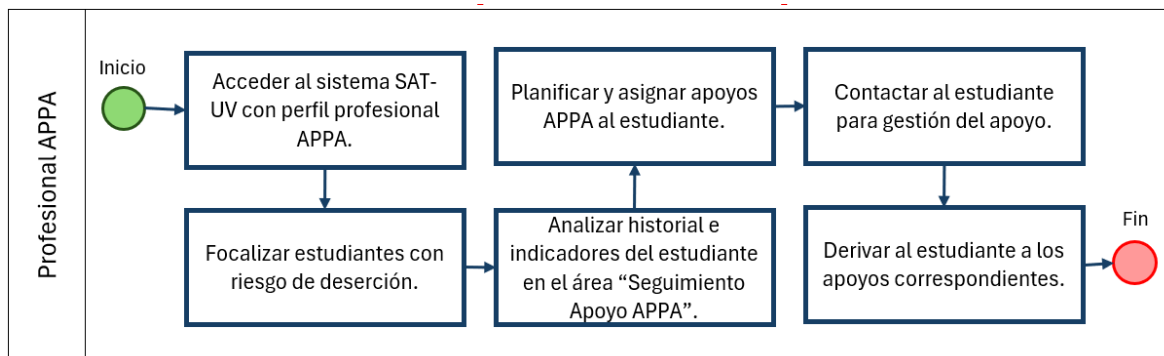 Profesional APPA
Inicio
Acceder al sistema SAT-
UV con perfil profesional
APPA.
Focalizar estudiantes con
riesgo de deserción.
Analizar historial e
indicadores del estudiante
en el área “Seguimiento
Apoyo APPA”.
Planificar y asignar apoyos
APPA al estudiante.
Contactar al estudiante
para gestión del apoyo.
Derivar al estudiante a los
apoyos correspondientes.
Fin